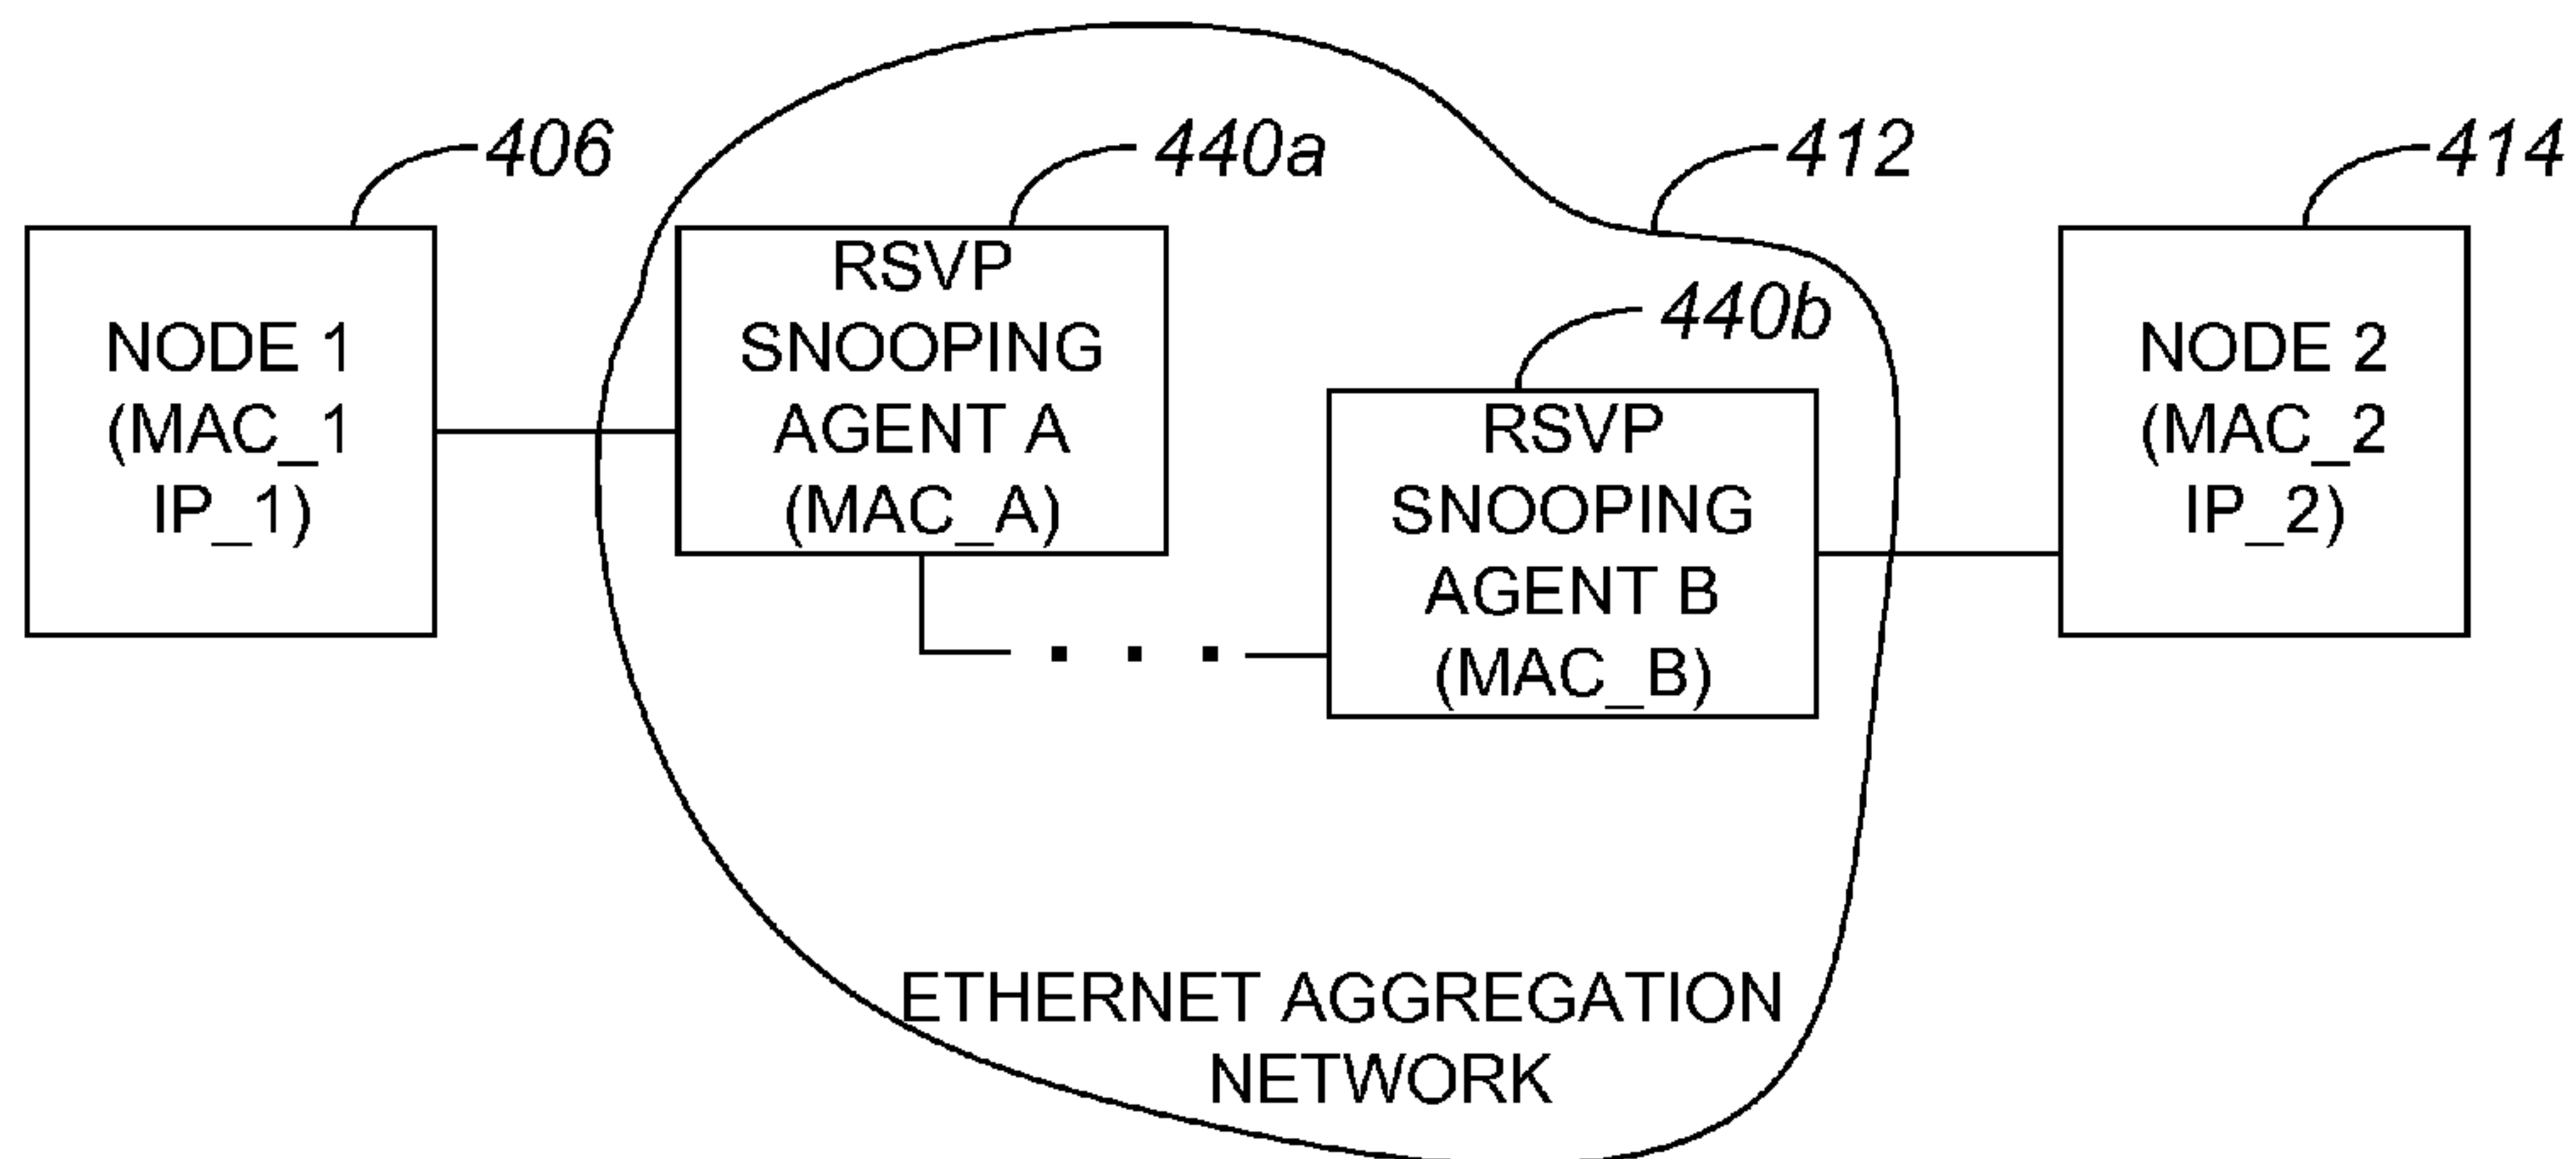 406
440a
412
414
NODE 1
(MAC_1
IP_1)
RSVP
SNOOPING
AGENT A
(MAC_A)
440b
RSVP
SNOOPING
AGENT B
(MAC_B)
NODE 2
(MAC_2
IP_2)
ETHERNET AGGREGATION
NETWORK